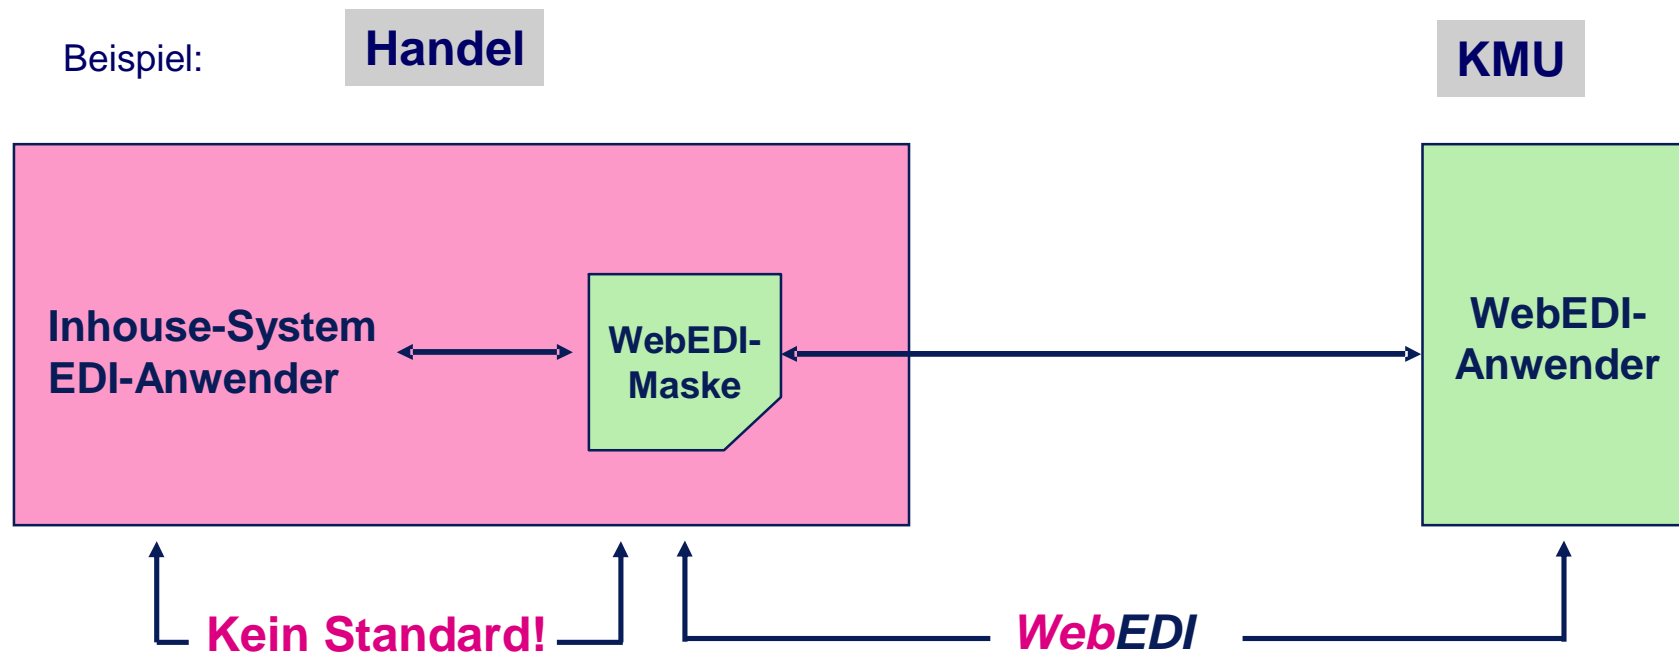 Beispiel:
Handel
KMU
Inhouse-System
EDI-Anwender
WebEDI-
Maske
WebEDI-
Anwender
Kein Standard!
WebEDI